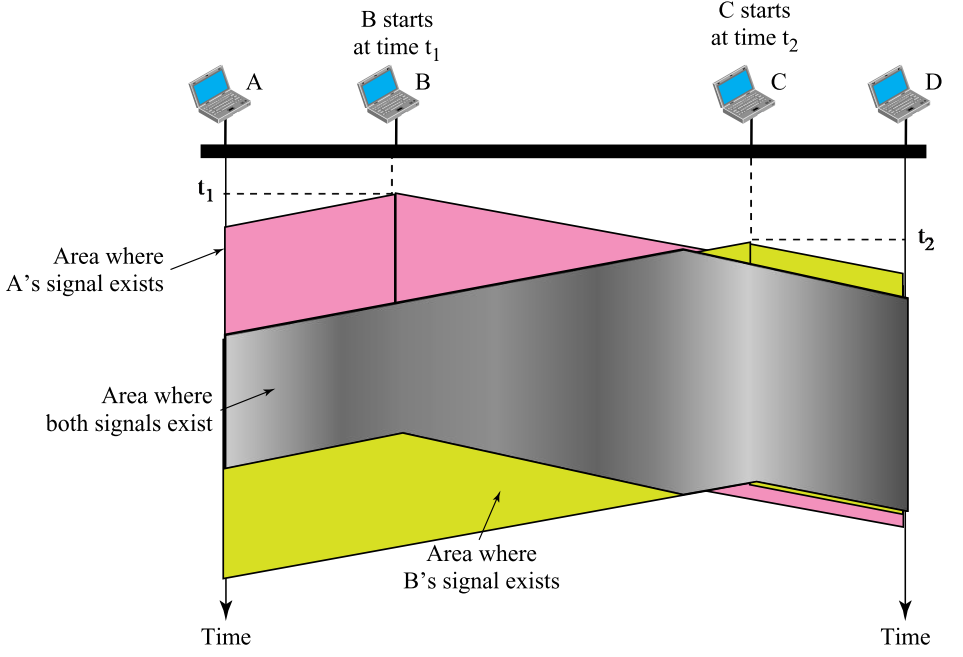 B starts
at time t1
C starts
at time t2
A
B
C
D
t1
t2
Area where
A's signal exists
Area where
both signals exist
Area where
B's signal exists
Time
Time